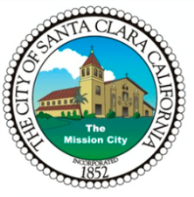 THE CITY OF SANTA CLARA CALIFORNIA
The
Mission City
INCORPORATED
1852